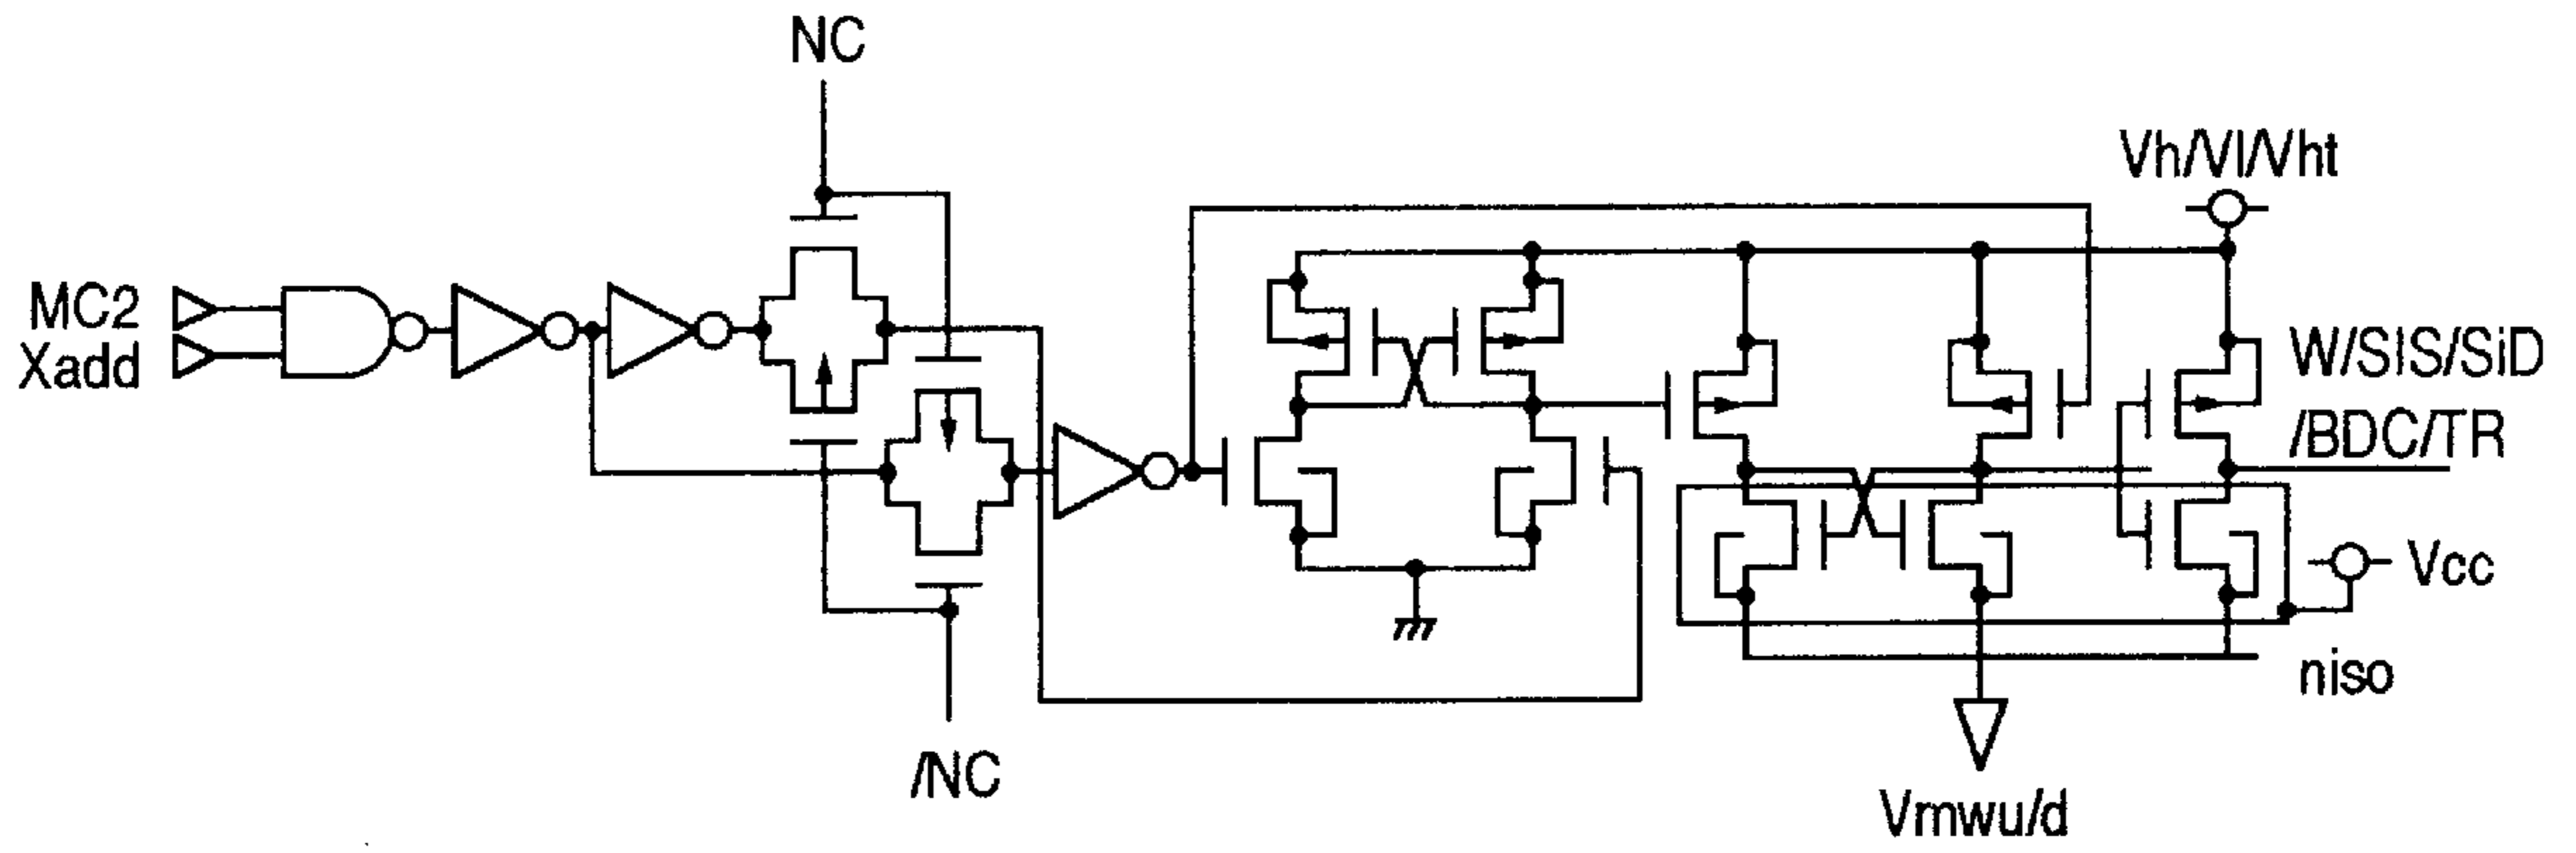 NC
Vh/Vl/Vht
MC2
Xadd
W/SIS/SiD
/BDC/TR
Vcc
niso
/NC
Vmwu/d